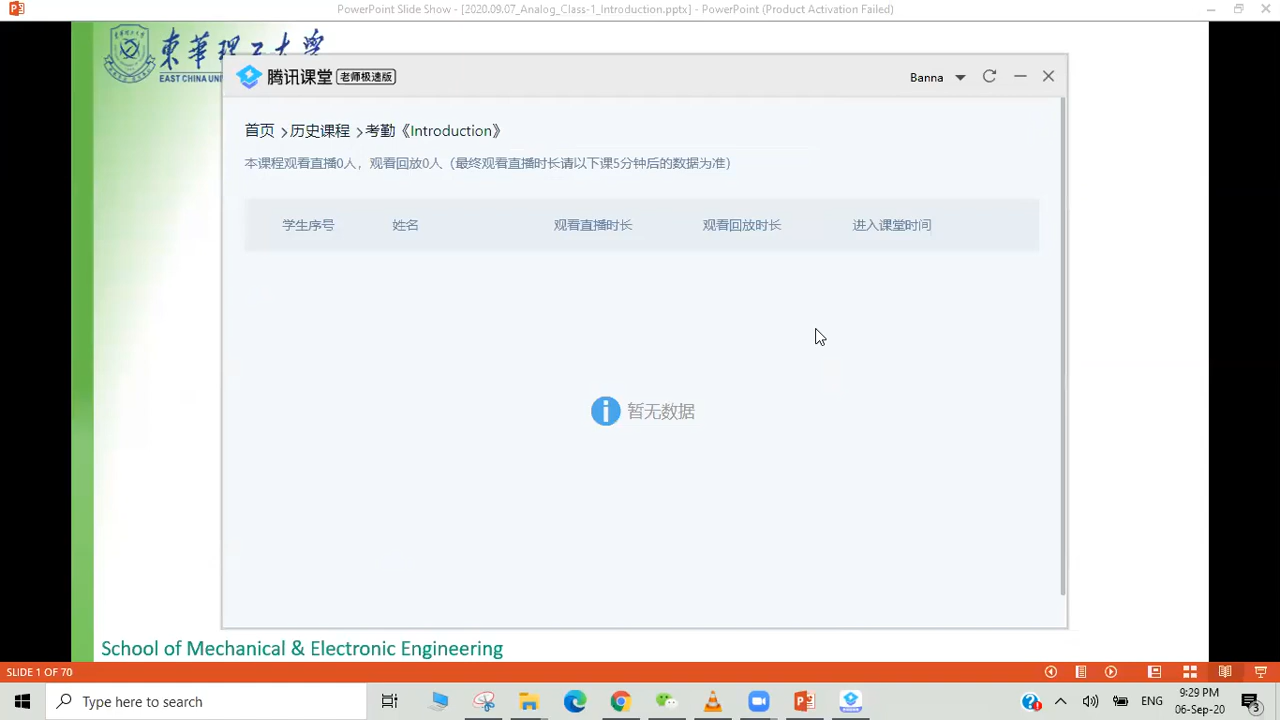 PowerPoint Slide Show - [2020.09.07_Analog_Class-1_Introduction.pptx] - PowerPoint (Product Activation Failed)
東華理工大学
EAST CHINA UN
腾讯课堂 老师极速版
Banna
首页 >历史课程 >考勤《Introduction》
本课程观看直播0人，观看回放0人（最终观看直播时长请以下课5分钟后的数据为准）
学生序号 姓名 观看直播时长 观看回放时长 进入课堂时间
暂无数据
School of Mechanical & Electronic Engineering
SLIDE 1 OF 70
Type here to search
ENG
9:29 PM
06-Sep-20
3